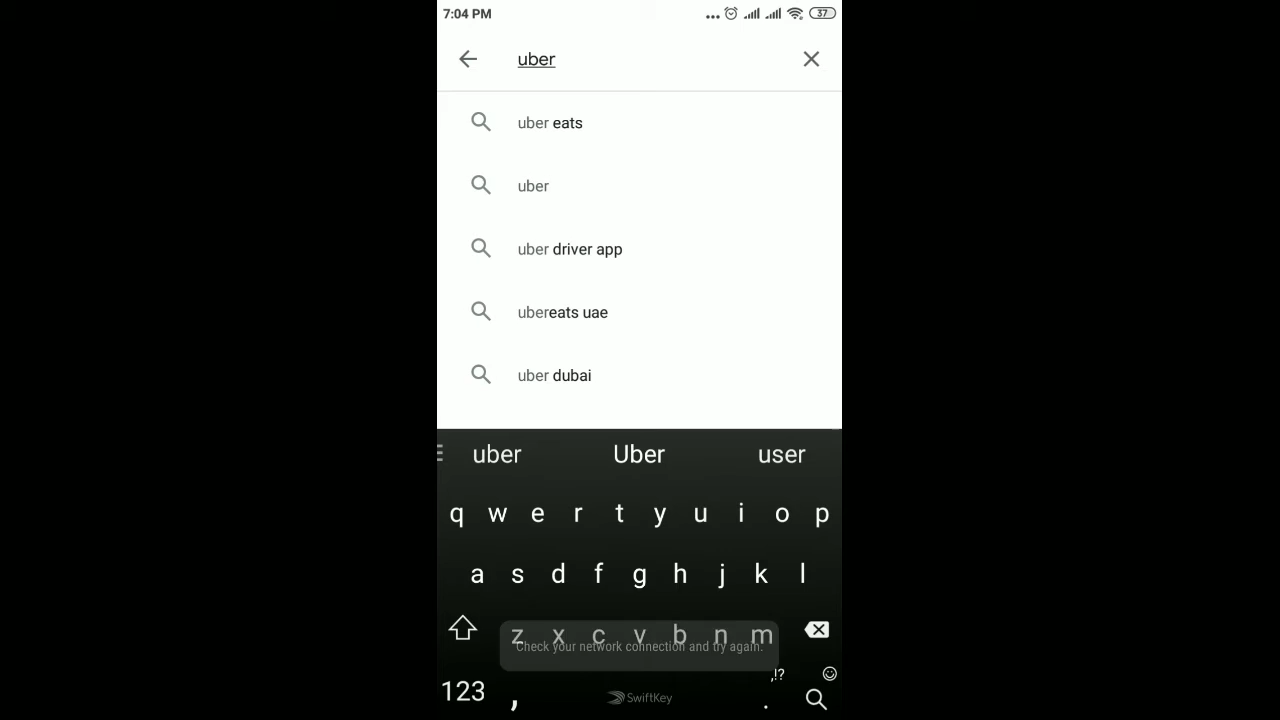 7:04 PM
37
uber
uber eats
uber
uber driver app
ubereats uae
uber dubai
uber Uber user
q w e r t y u i o p
a s d f g h j k l
z x c v b n m
Check your network connection and try again.
,!?
123 , SwiftKey .